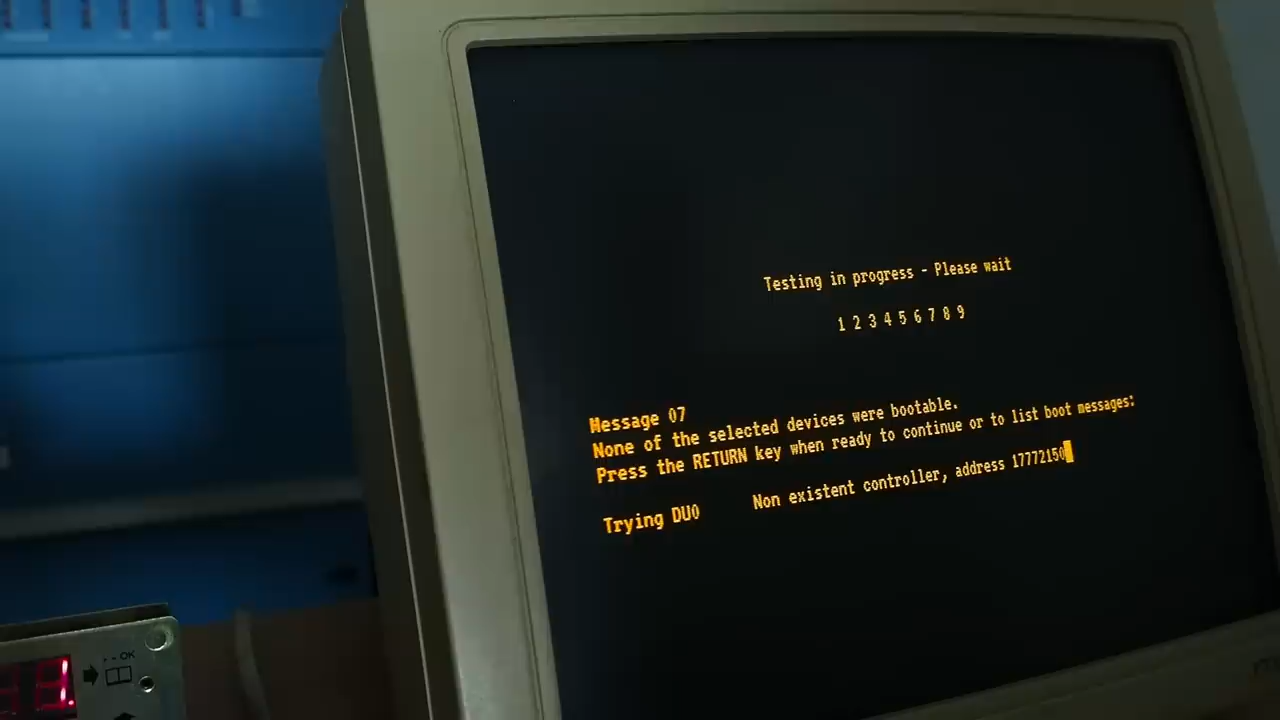 Testing in progress - Please wait
1 2 3 4 5 6 7 8 9
Message 07
None of the selected devices were bootable.
Press the RETURN key when ready to continue or to list boot messages:
Trying DU0 Non existent controller, address 17772150
OK